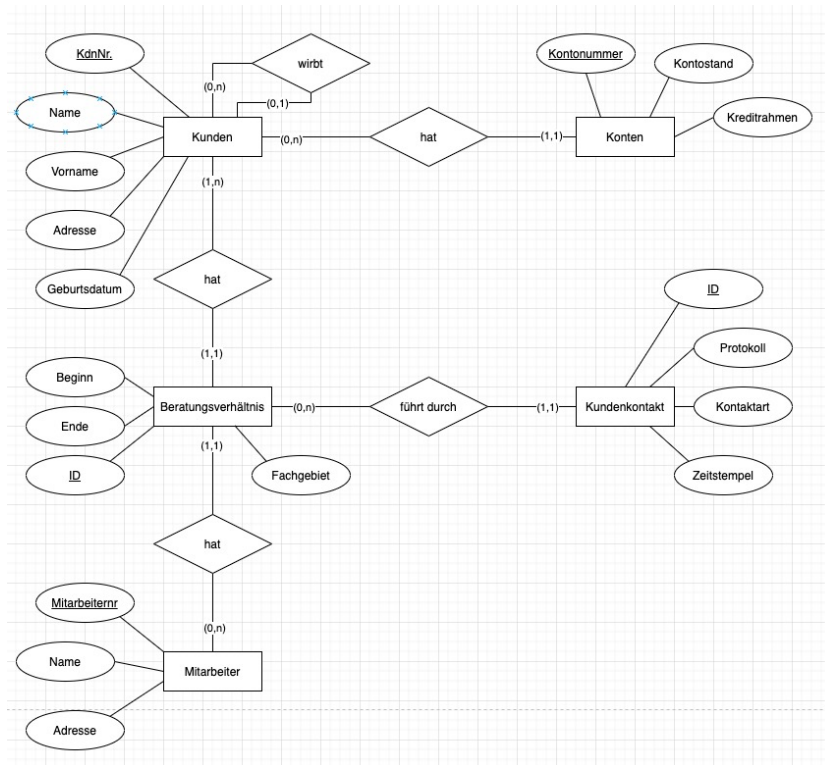 KdnNr.
wirbt
Kontonummer
Kontostand
(0,n)
(0,1)
Name
Kreditrahmen
Kunden
(0,n)
hat
(1,1)
Konten
Vorname
(1,n)
Adresse
hat
Geburtsdatum
ID
Protokoll
(1,1)
Beginn
Beratungsverhältnis
(0,n)
führt durch
(1,1)
Kundenkontakt
Kontaktart
Ende
(1,1)
ID
Fachgebiet
Zeitstempel
hat
Mitarbeiternr
(0,n)
Name
Mitarbeiter
Adresse